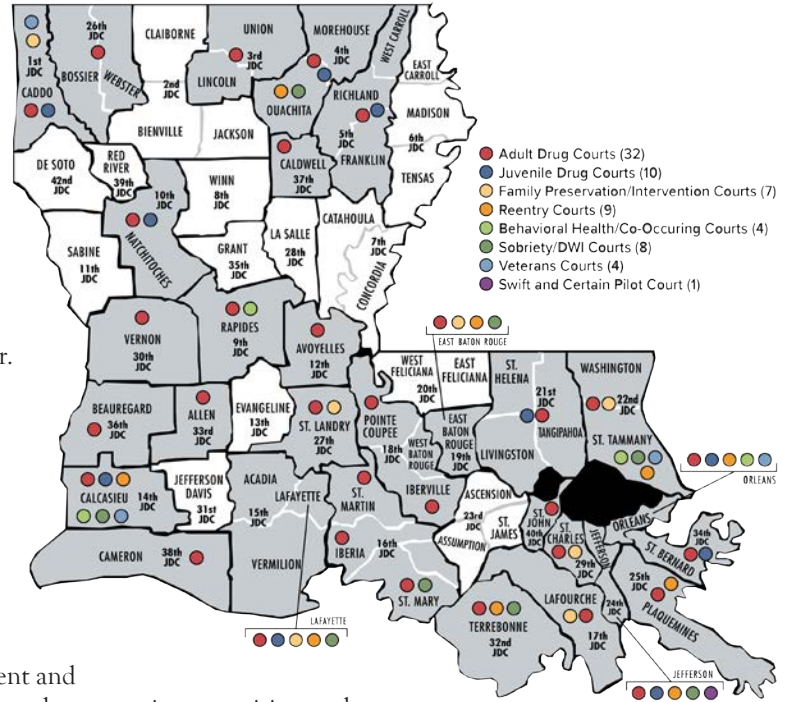 26th
JDC
CLAIBORNE
UNION
MOREHOUSE
4th
JDC
WEST CARROLL
1st
JDC
BOSSIER
WEBSTER
3rd
JDC
LINCOLN
EAST
CARROLL
CADDO
2nd
JDC
OUACHITA
RICHLAND
MADISON
BIENVILLE
JACKSON
5th
JDC
FRANKLIN
6th
JDC
TENSAS
DE SOTO
42nd
JDC
RED
RIVER
39th
JDC
10th
JDC
WINN
8th
JDC
CALDWELL
37th
JDC
Adult Drug Courts (32)
Juvenile Drug Courts (10)
Family Preservation/Intervention Courts (7)
Reentry Courts (9)
Behavioral Health/Co-Occuring Courts (4)
Sobriety/DWI Courts (8)
Veterans Courts (4)
Swift and Certain Pilot Court (1)
NATCHITOCHES
CATAHOULA
LA SALLE
28th
JDC
7th
JDC
CONCORDIA
SABINE
11th
JDC
GRANT
35th
JDC
VERNON
30th
JDC
RAPIDES
9th
JDC
AVOYELLES
12th
JDC
EAST BATON ROUGE
r.
WEST
FELICIANA
20th
JDC
EAST
FELICIANA
ST.
HELENA
WASHINGTON
21st
JDC
22nd
JDC
BEAUREGARD
36th
JDC
ALLEN
33rd
JDC
EVANGELINE
13th
JDC
ST. LANDRY
27th
JDC
POINTE
COUPEE
18th
JDC
WEST
BATON
ROUGE
EAST
BATON
ROUGE
19th
JDC
LIVINGSTON
TANGIPAHOA
ST. TAMMANY
ORLEANS
CALCASIEU
14th
JDC
JEFFERSON
DAVIS
31st
JDC
ACADIA
15th
JDC
LAFAYETTE
ST.
MARTIN
IBERVILLE
ASCENSION
23rd
JDC
ST.
JAMES
ASSUMPTION
ST.
JOHN
40th
JDC
ST.
CHARLES
29th
JDC
JEFFERSON
ORLEANS
ST. BERNARD
34th
JDC
CAMERON
38th
JDC
VERMILION
IBERIA
16th
JDC
ST. MARY
TERREBONNE
32nd
JDC
LAFOURCHE
17th
JDC
24th
JDC
25th
JDC
PLAQUEMINES
LAFAYETTE
JEFFERSON
ent and